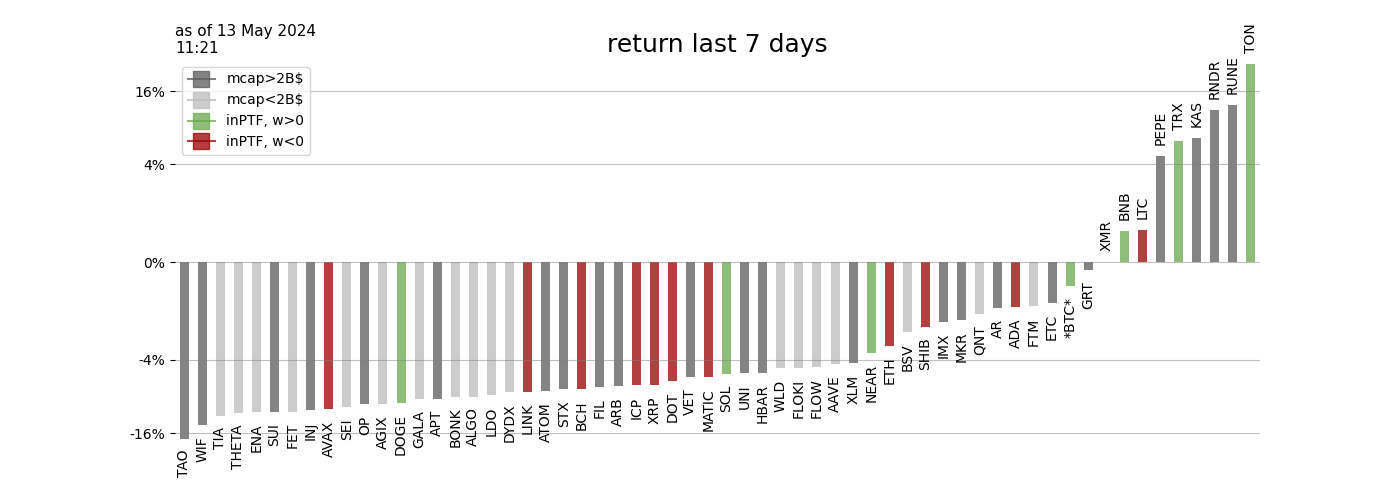 as of 13 May 2024
11:21
return last 7 days
mcap>2B$
mcap<2B$
inPTF, w>0
inPTF, w<0
16%
4%
0%
-4%
-16%
TAO
WIF
TIA
THETA
ENA
SUI
FET
INJ
AVAX
SEI
OP
AGIX
DOGE
GALA
APT
BONK
ALGO
LDO
DYDX
LINK
ATOM
STX
BCH
FIL
ARB
ICP
XRP
DOT
VET
MATIC
SOL
UNI
HBAR
WLD
FLOKI
FLOW
AAVE
XLM
NEAR
ETH
BSV
SHIB
IMX
MKR
QNT
AR
ADA
FTM
ETC
*BTC*
GRT
XMR
BNB
LTC
PEPE
TRX
KAS
RNDR
RUNE
TON